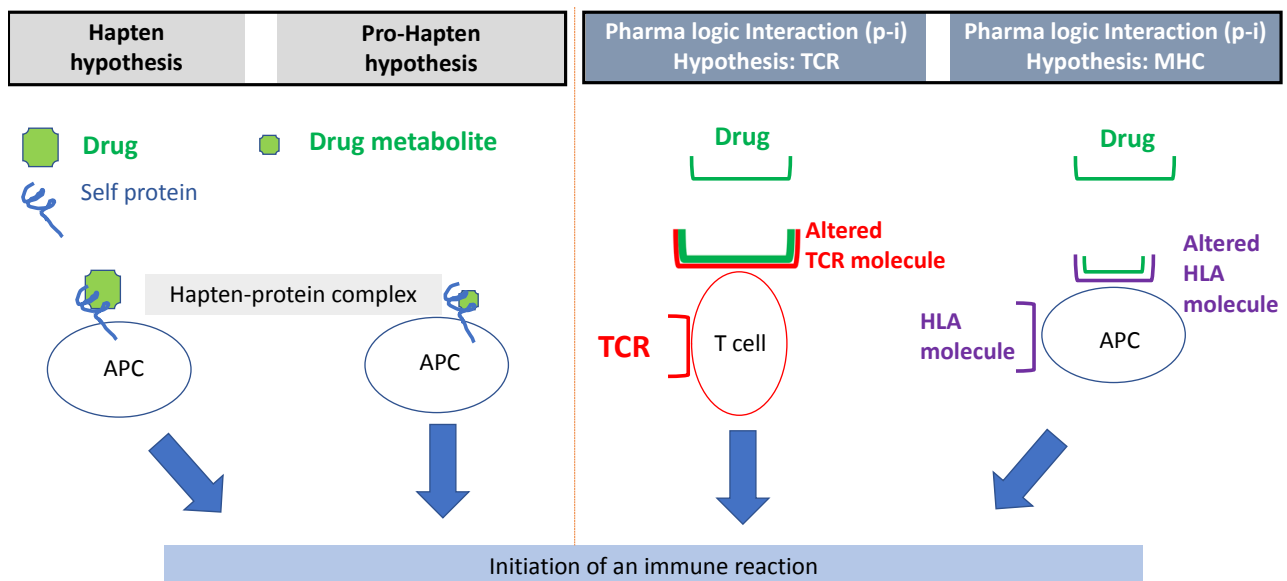 Hapten
hypothesis
Pro-Hapten
hypothesis
Pharma logic Interaction (p-i)
Hypothesis: TCR
Pharma logic Interaction (p-i)
Hypothesis: MHC
Drug
Drug metabolite
Self protein
Hapten-protein complex
APC
APC
Drug
Altered
TCR molecule
TCR
T cell
Drug
Altered
HLA
molecule
HLA
molecule
APC
Initiation of an immune reaction